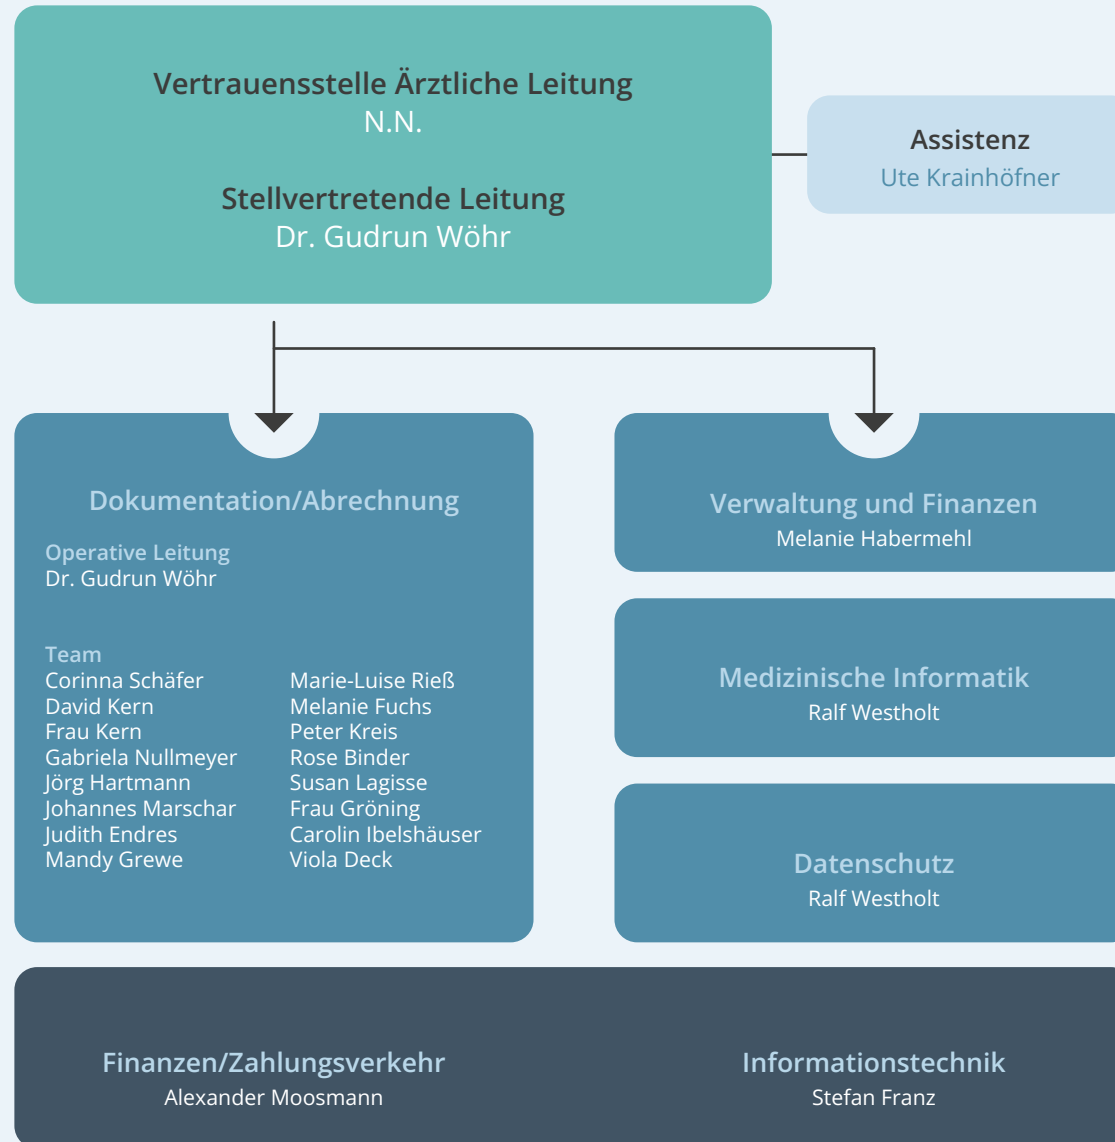 Vertrauensstelle Ärztliche Leitung
N.N.
Stellvertretende Leitung
Dr. Gudrun Wöhr
Assistenz
Ute Krainhöfner
Dokumentation/Abrechnung
Operative Leitung
Dr. Gudrun Wöhr
Team
Corinna Schäfer
David Kern
Frau Kern
Gabriela Nullmeyer
Jörg Hartmann
Johannes Marschar
Judith Endres
Mandy Grewe
Marie-Luise Rieß
Melanie Fuchs
Peter Kreis
Rose Binder
Susan Lagisse
Frau Gröning
Carolin Ibelshäuser
Viola Deck
Verwaltung und Finanzen
Melanie Habermehl
Medizinische Informatik
Ralf Westholt
Datenschutz
Ralf Westholt
Finanzen/Zahlungsverkehr
Alexander Moosmann
Informationstechnik
Stefan Franz